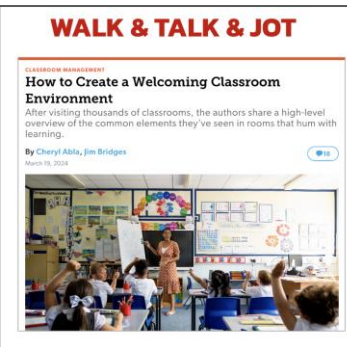 WALK & TALK & JOT
CLASSROOM MANAGEMENT
How to Create a Welcoming Classroom
Environment
After visiting thousands of classrooms, the authors share a high-level
overview of the common elements they've seen in rooms that hum with
learning.
By Cheryl Abla, Jim Bridges
March 19, 2024